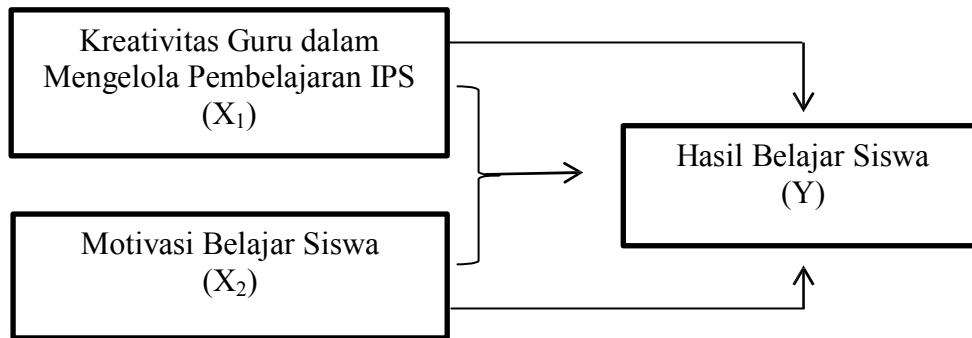 Kreativitas Guru dalam
Mengelola Pembelajaran IPS
(X₁)
Hasil Belajar Siswa
(Y)
Motivasi Belajar Siswa
(X₂)